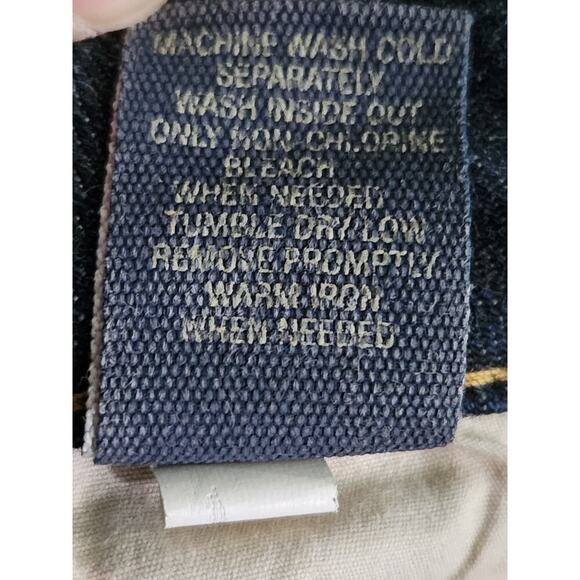 MACHINE WASH COLD
SEPARATELY
WASH INSIDE OUT
ONLY NON-CHLORINE
BLEACH
WHEN NEEDED
TUMBLE DRY LOW
REMOVE PROMPTLY
WARM IRON
WHEN NEEDED